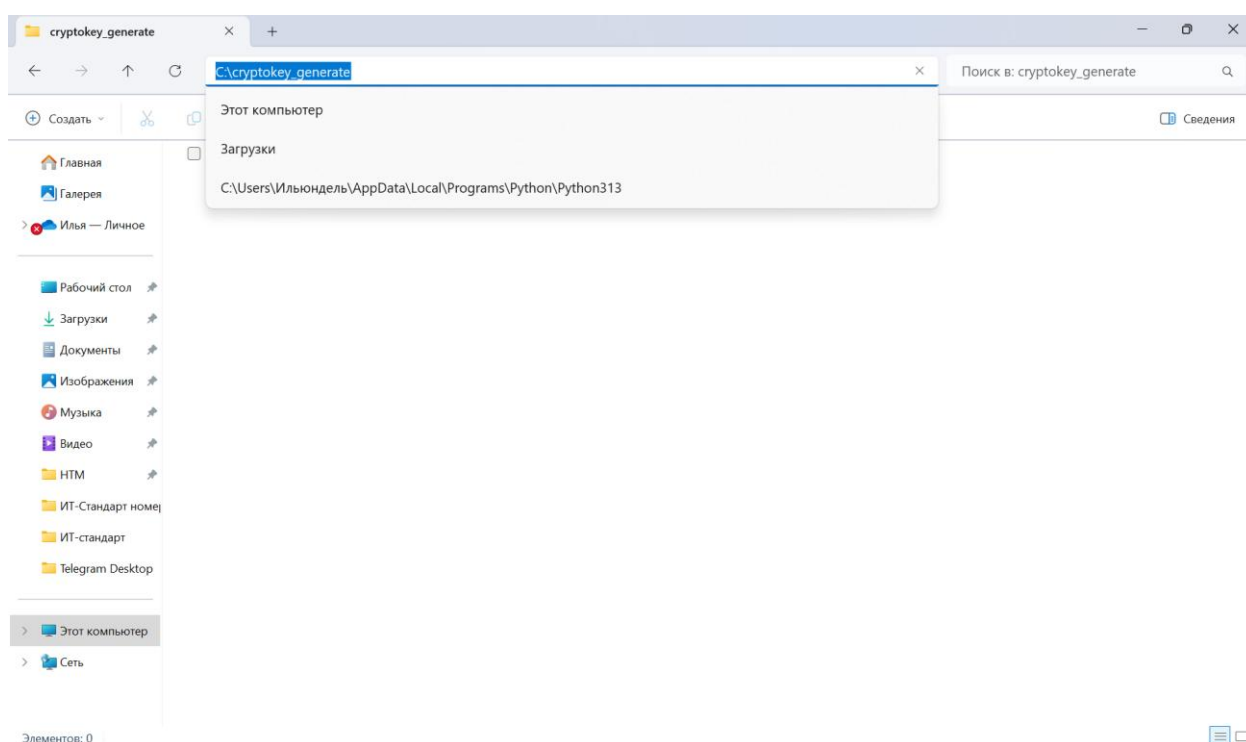 cryptokey_generate
C:\cryptokey_generate
Поиск в: cryptokey_generate
Создать
Сведения
Этот компьютер
Загрузки
C:\Users\Ильюндель\AppData\Local\Programs\Python\Python313
Главная
Галерея
Илья — Личное
Рабочий стол
Загрузки
Документы
Изображения
Музыка
Видео
НТМ
ИТ-Стандарт номер
ИТ-стандарт
Telegram Desktop
Этот компьютер
Сеть
Элементов: 0